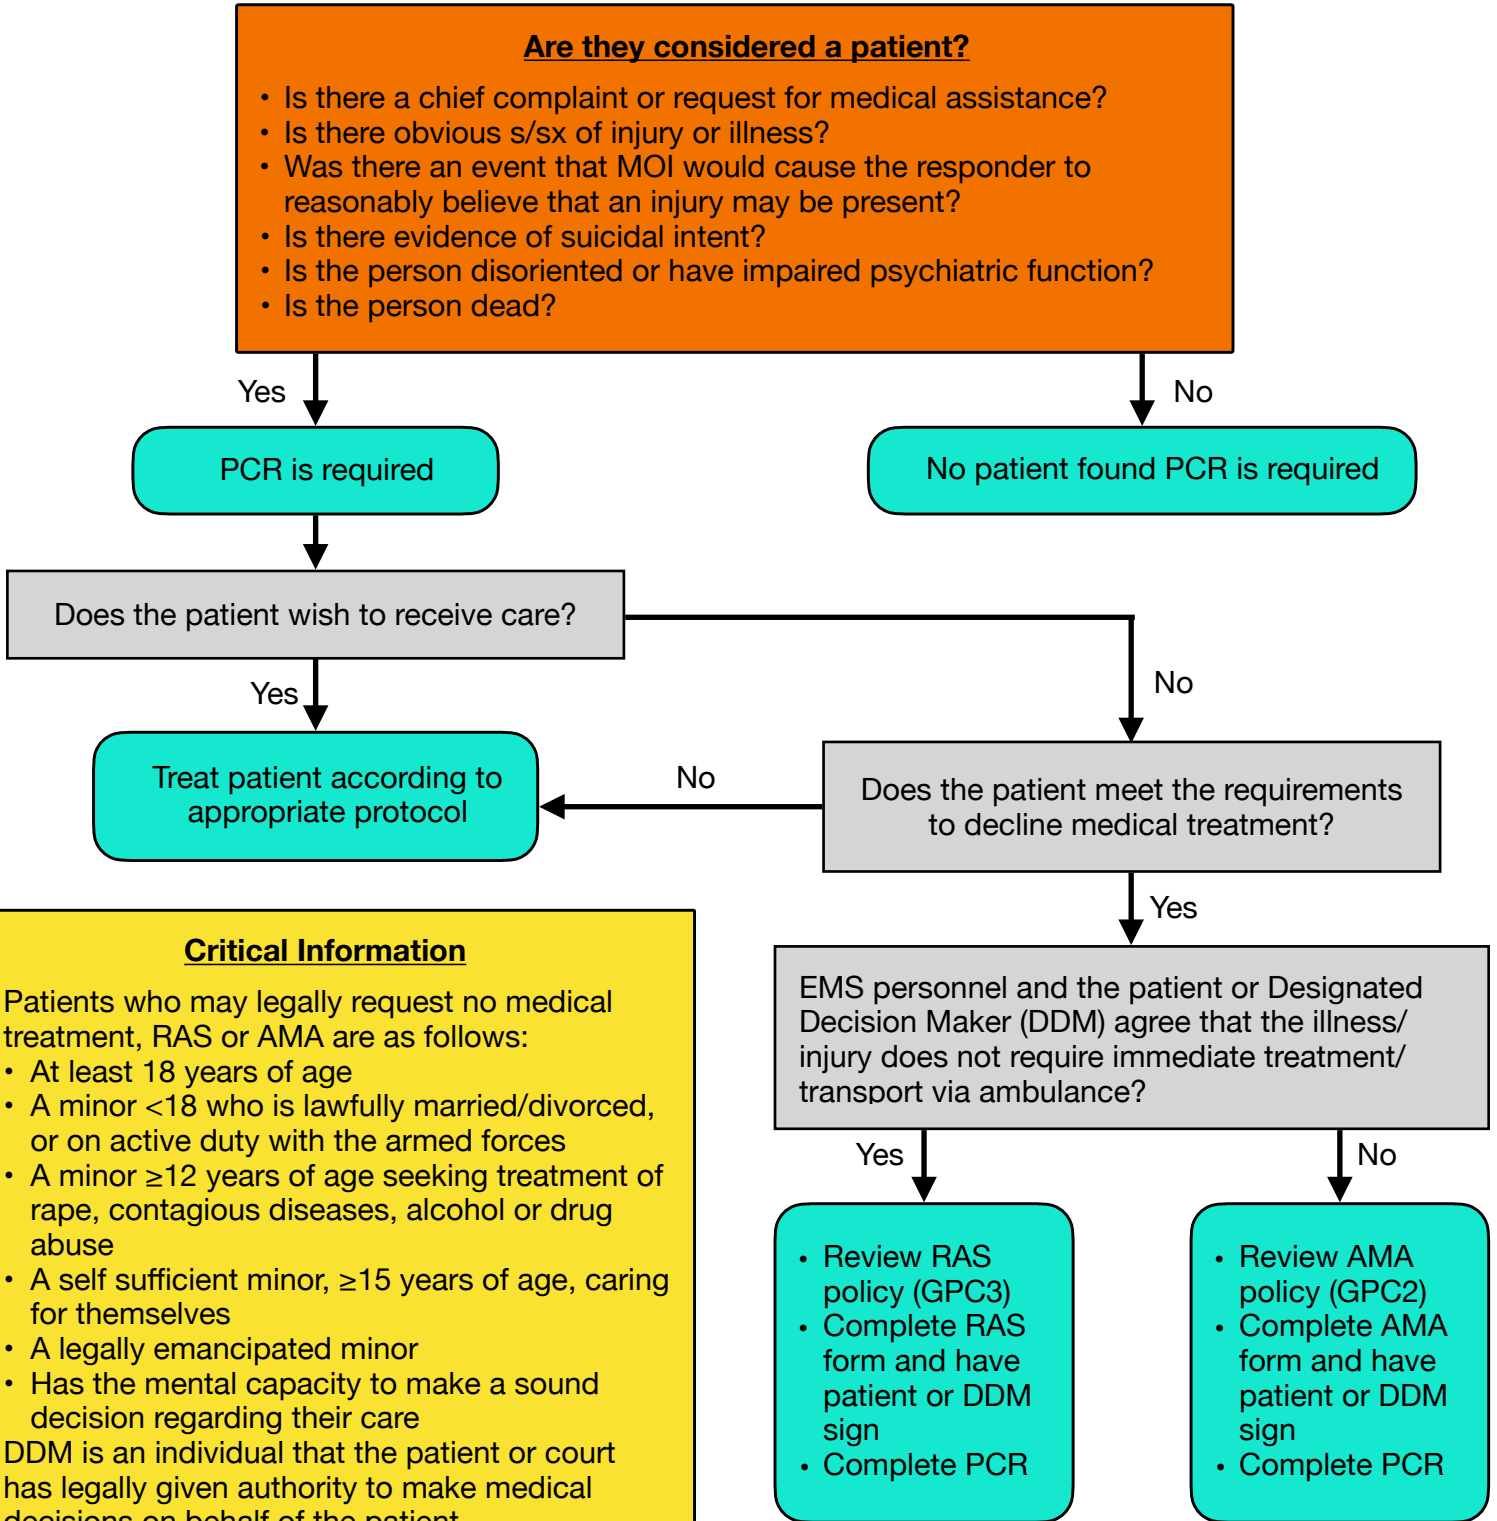 Are they considered a patient?
• Is there a chief complaint or request for medical assistance?
• Is there obvious s/sx of injury or illness?
• Was there an event that MOI would cause the responder to
reasonably believe that an injury may be present?
• Is there evidence of suicidal intent?
• Is the person disoriented or have impaired psychiatric function?
• Is the person dead?
Yes
No
PCR is required
No patient found PCR is required
Does the patient wish to receive care?
Yes
No
Treat patient according to
appropriate protocol
No
Does the patient meet the requirements
to decline medical treatment?
Yes
Critical Information
Patients who may legally request no medical
treatment, RAS or AMA are as follows:
• At least 18 years of age
• A minor <18 who is lawfully married/divorced,
or on active duty with the armed forces
• A minor ≥12 years of age seeking treatment of
rape, contagious diseases, alcohol or drug
abuse
• A self sufficient minor, ≥15 years of age, caring
for themselves
• A legally emancipated minor
• Has the mental capacity to make a sound
decision regarding their care
DDM is an individual that the patient or court
has legally given authority to make medical
decisions on behalf of the patient
EMS personnel and the patient or Designated
Decision Maker (DDM) agree that the illness/
injury does not require immediate treatment/
transport via ambulance?
Yes
No
• Review RAS
policy (GPC3)
• Complete RAS
form and have
patient or DDM
sign
• Complete PCR
• Review AMA
policy (GPC2)
• Complete AMA
form and have
patient or DDM
sign
• Complete PCR